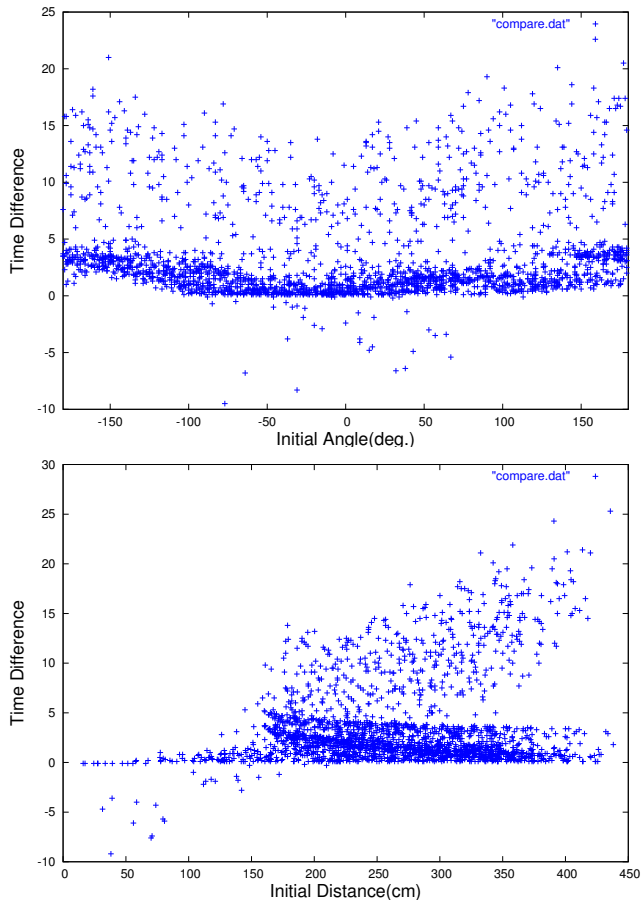 25
20
15
10
5
0
-5
-10
Time Difference
"compare.dat"
-150 -100 -50 0 50 100 150
Initial Angle(deg.)
30
25
20
15
10
5
0
-5
-10
Time Difference
"compare.dat"
0 50 100 150 200 250 300 350 400 450
Initial Distance(cm)